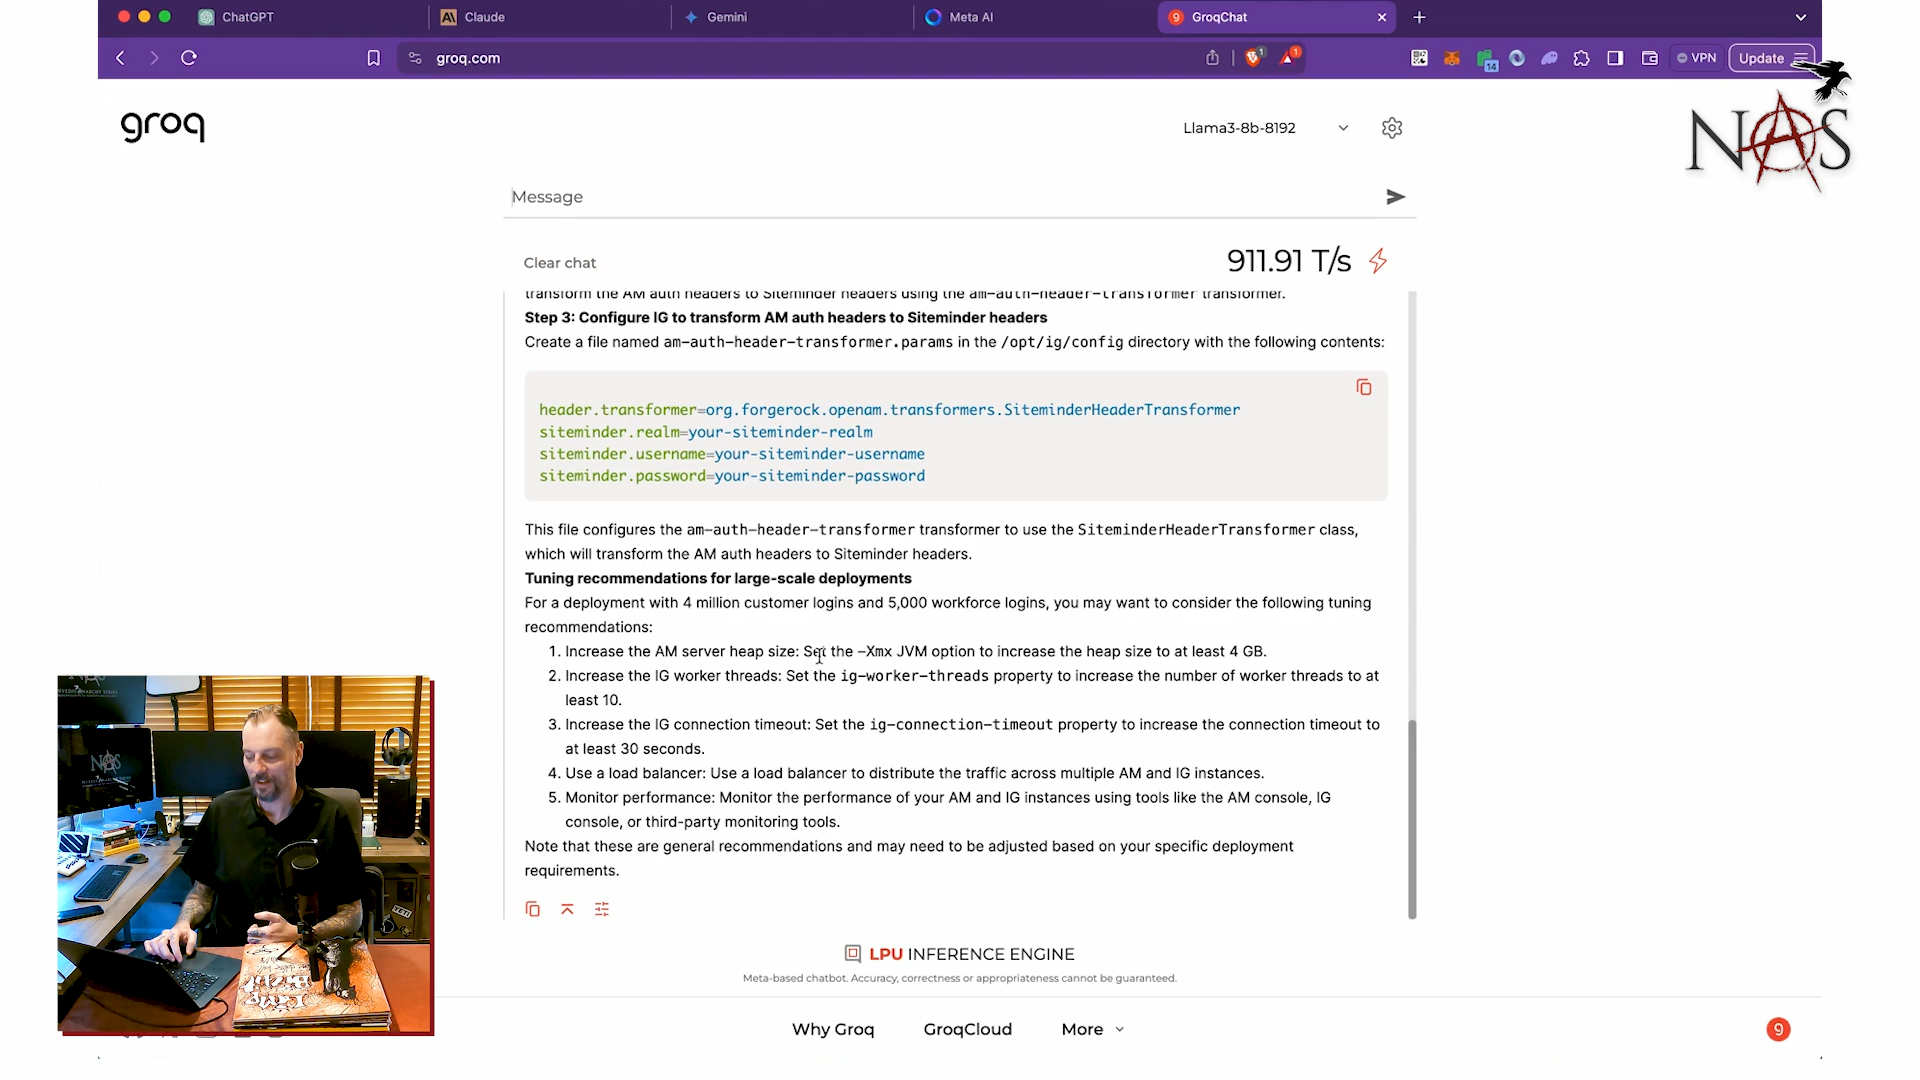 ChatGPT
Claude
Gemini
Meta AI
GroqChat
groq.com
1
1
14
VPN
Update
groq
Llama3-8b-8192
NAS
Message
Clear chat
911.91 T/s
transform the AM auth headers to Siteminder headers using the am-auth-header-transformer transformer.
Step 3: Configure IG to transform AM auth headers to Siteminder headers
Create a file named am-auth-header-transformer.params in the /opt/ig/config directory with the following contents:
header.transformer=org.forgerock.openam.transformers.SiteminderHeaderTransformer
siteminder.realm=your-siteminder-realm
siteminder.username=your-siteminder-username
siteminder.password=your-siteminder-password
This file configures the am-auth-header-transformer transformer to use the SiteminderHeaderTransformer class,
which will transform the AM auth headers to Siteminder headers.
Tuning recommendations for large-scale deployments
For a deployment with 4 million customer logins and 5,000 workforce logins, you may want to consider the following tuning
recommendations:
1. Increase the AM server heap size: Set the -Xmx JVM option to increase the heap size to at least 4 GB.
2. Increase the IG worker threads: Set the ig-worker-threads property to increase the number of worker threads to at
least 10.
3. Increase the IG connection timeout: Set the ig-connection-timeout property to increase the connection timeout to
at least 30 seconds.
4. Use a load balancer: Use a load balancer to distribute the traffic across multiple AM and IG instances.
5. Monitor performance: Monitor the performance of your AM and IG instances using tools like the AM console, IG
console, or third-party monitoring tools.
Note that these are general recommendations and may need to be adjusted based on your specific deployment
requirements.
LPU INFERENCE ENGINE
Meta-based chatbot. Accuracy, correctness or appropriateness cannot be guaranteed.
Why Groq
GroqCloud
More
NAS
YETI